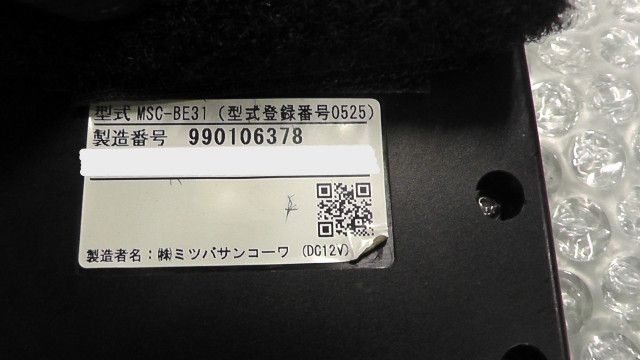 型式 MSC-BE31 (型式登録番号0525)
製造番号 990106378
製造者名:㈱ミツバサンコーワ (DC12V)